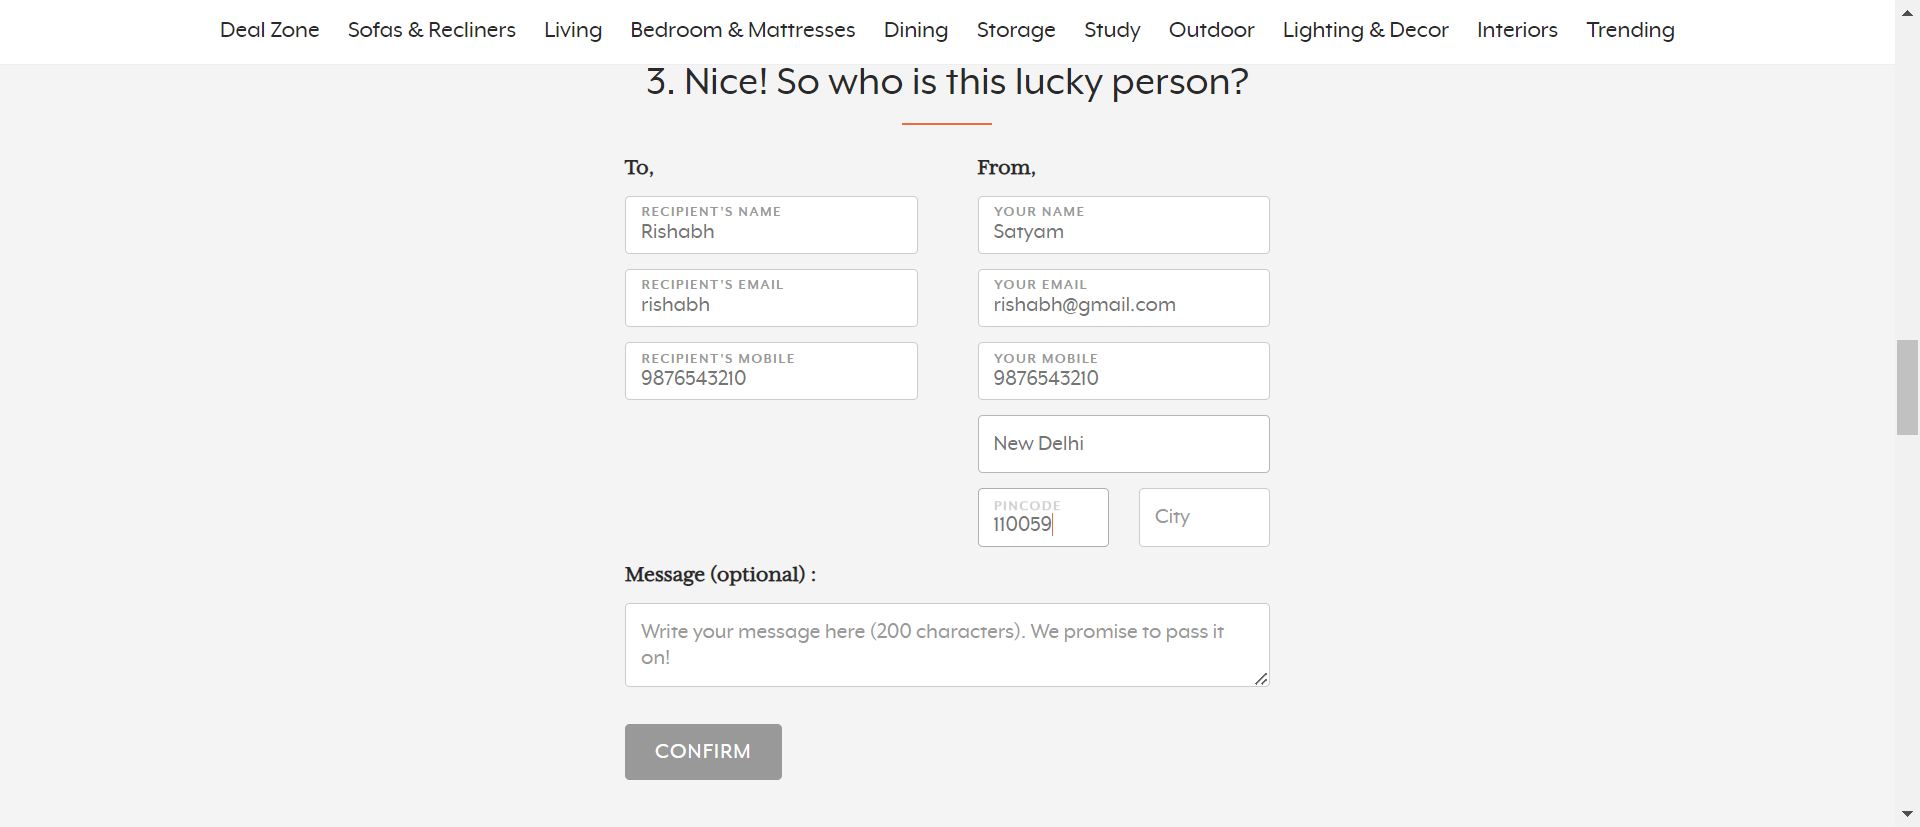 Deal Zone Sofas & Recliners Living Bedroom & Mattresses Dining Storage Study Outdoor Lighting & Decor Interiors Trending
3. Nice! So who is this lucky person?
To,
From,
RECIPIENT'S NAME
Rishabh
YOUR NAME
Satyam
RECIPIENT'S EMAIL
rishabh
YOUR EMAIL
rishabh@gmail.com
RECIPIENT'S MOBILE
9876543210
YOUR MOBILE
9876543210
New Delhi
PINCODE
110059
City
Message (optional) :
Write your message here (200 characters). We promise to pass it
on!
CONFIRM